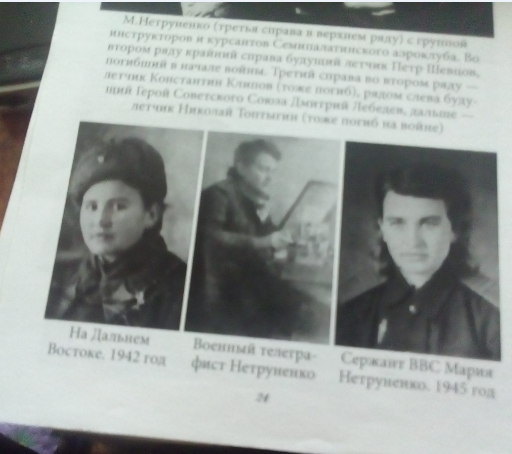 М.Нетруненко (третья справа в верхнем ряду) с группой
инструкторов и курсантов Семипалатинского аэроклуба. Во
втором ряду крайний справа будущий летчик Петр Шевцов,
погибший в начале войны. Третий справа во втором ряду —
летчик Константин Клипов (тоже погиб), рядом слева буду-
щий Герой Советского Союза Дмитрий Лебедев, дальше —
летчик Николай Топтыгин (тоже погиб на войне)
На Дальнем
Востоке. 1942 год
Военный телегра-
фист Нетруненко
Сержант ВВС Мария
Нетруненко. 1945 год
24